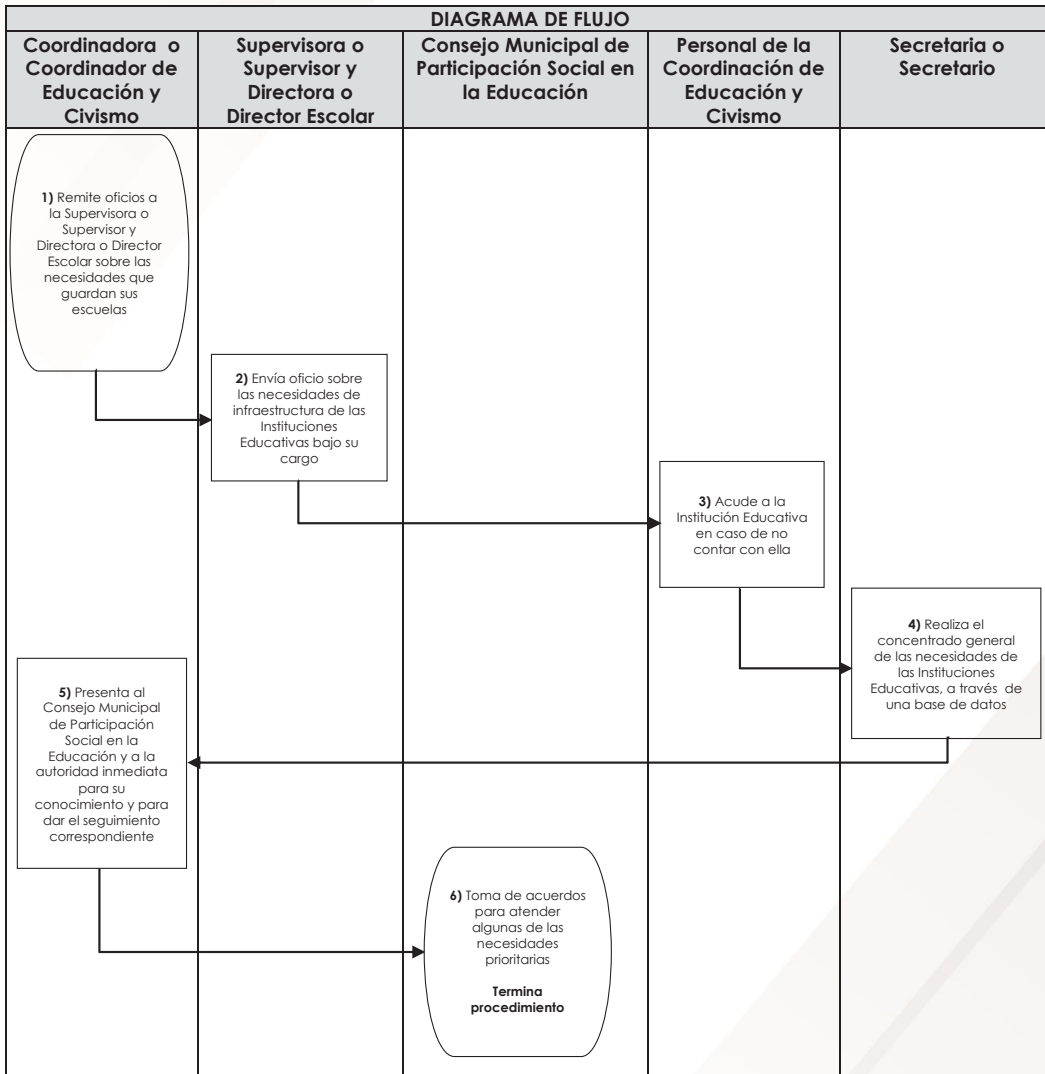 DIAGRAMA DE FLUJO
Coordinadora o
Coordinador de
Educación y
Civismo
Supervisora o
Supervisor y
Directora o
Director Escolar
Consejo Municipal de
Participación Social en
la Educación
Personal de la
Coordinación de
Educación y
Civismo
Secretaria o
Secretario
1) Remite oficios a
la Supervisora o
Supervisor y
Directora o Director
Escolar sobre las
necesidades que
guardan sus
escuelas
2) Envía oficio sobre
las necesidades de
infraestructura de las
Instituciones
Educativas bajo su
cargo
3) Acude a la
Institución Educativa
en caso de no
contar con ella
4) Realiza el
concentrado general
de las necesidades de
las Instituciones
Educativas, a través de
una base de datos
5) Presenta al
Consejo Municipal
de Participación
Social en la
Educación y a la
autoridad inmediata
para su
conocimiento y para
dar el seguimiento
correspondiente
6) Toma de acuerdos
para atender
algunas de las
necesidades
prioritarias
Termina
procedimiento